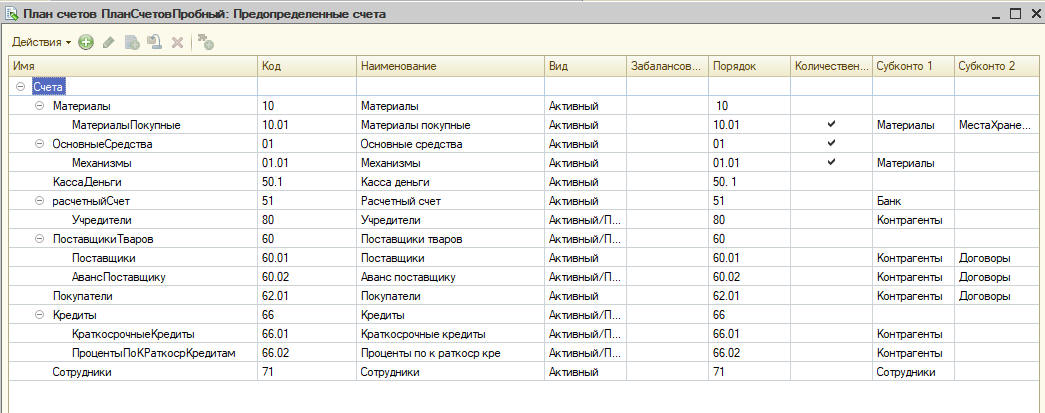 План счетов ПланСчетовПробный: Предопределенные счета
Действия
Имя Код Наименование Вид Забалансов... Порядок Количествен... Субконто 1 Субконто 2
Счета
Материалы 10 Материалы Активный 10
МатериалыПокупные 10.01 Материалы покупные Активный 10.01 Материалы МестаХране...
ОсновныеСредства 01 Основные средства Активный 01
Механизмы 01.01 Механизмы Активный 01.01 Материалы
КассаДеньги 50.1 Касса деньги Активный 50. 1
расчетныйСчет 51 Расчетный счет Активный 51 Банк
Учредители 80 Учредители Активный/П... 80 Контрагенты
ПоставщикиТваров 60 Поставщики тваров Активный/П... 60
Поставщики 60.01 Поставщики Активный 60.01 Контрагенты Договоры
АвансПоставщику 60.02 Аванс поставщику Активный/П... 60.02 Контрагенты Договоры
Покупатели 62.01 Покупатели Активный 62.01 Контрагенты Договоры
Кредиты 66 Кредиты Активный/П... 66
КраткосрочныеКредиты 66.01 Краткосрочные кредиты Активный/П... 66.01 Контрагенты
ПроцентыПоКРаткосрКредитам 66.02 Проценты по к раткоср кре Активный/П... 66.02 Контрагенты
Сотрудники 71 Сотрудники Активный 71 Сотрудники